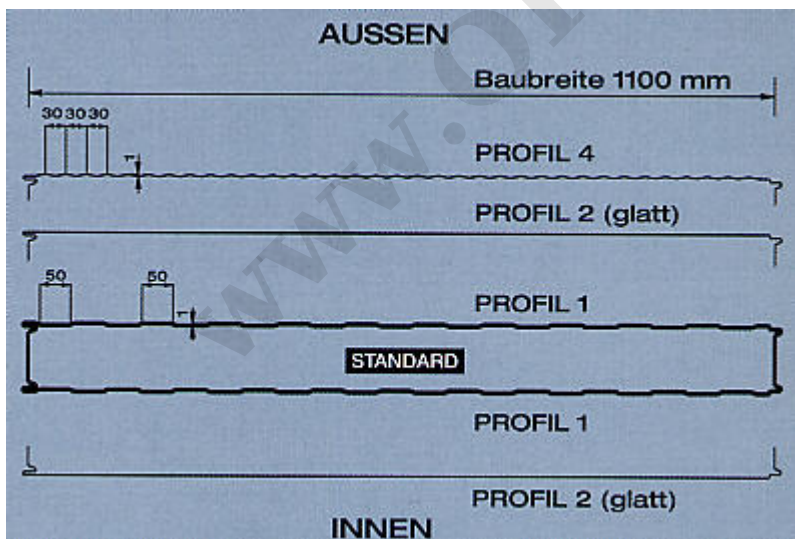 AUSSEN
Baubreite 1100 mm
30 30 30
1
PROFIL 4
PROFIL 2 (glatt)
50 50
1
PROFIL 1
STANDARD
PROFIL 1
PROFIL 2 (glatt)
INNEN